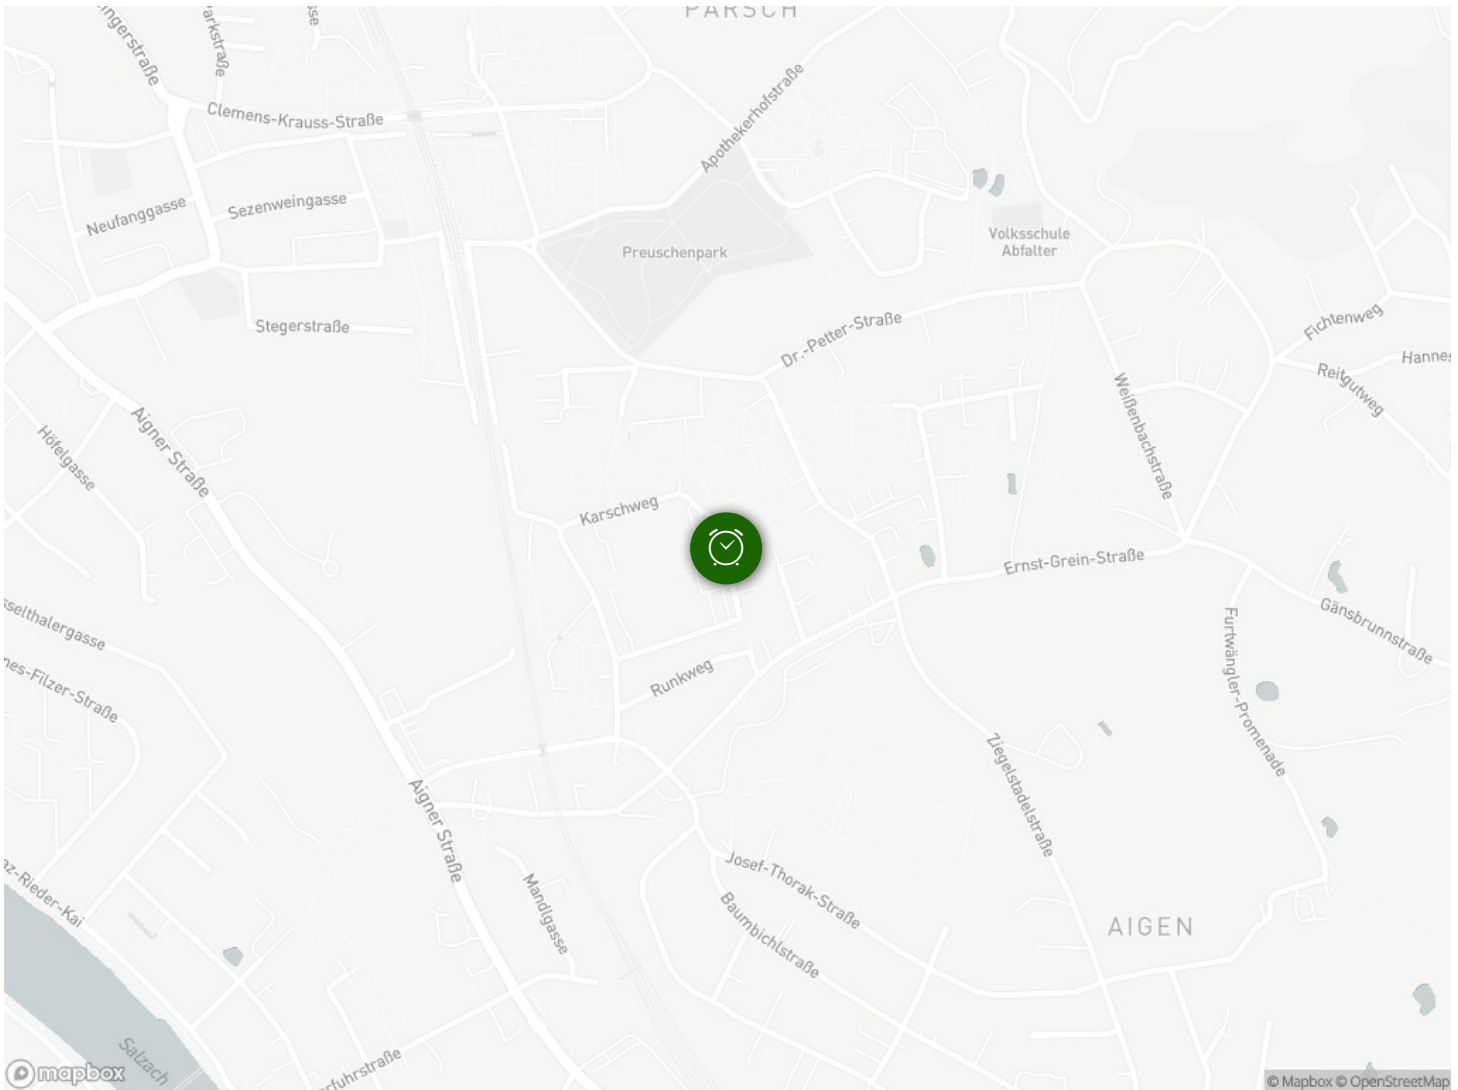 PARSCH
Clemens-Krauss-Straße
Apothekerhofstraße
Neufanggasse
Sezenweingasse
Preuschenpark
Volksschule
Abfalter
Stegerstraße
Dr.-Petter-Straße
Fichtenweg
Reitgutweg
Weißenbachstraße
Aigner Straße
Höfelgasse
Karschweg
Ernst-Grein-Straße
Gänsbrunnstraße
Furtwängler-Promenade
Runkweg
Ziegelstadelstraße
Aigner Straße
Mandlgasse
Josef-Thorak-Straße
Baumbichlstraße
AIGEN
Salzach
mapbox
© Mapbox © OpenStreetMap